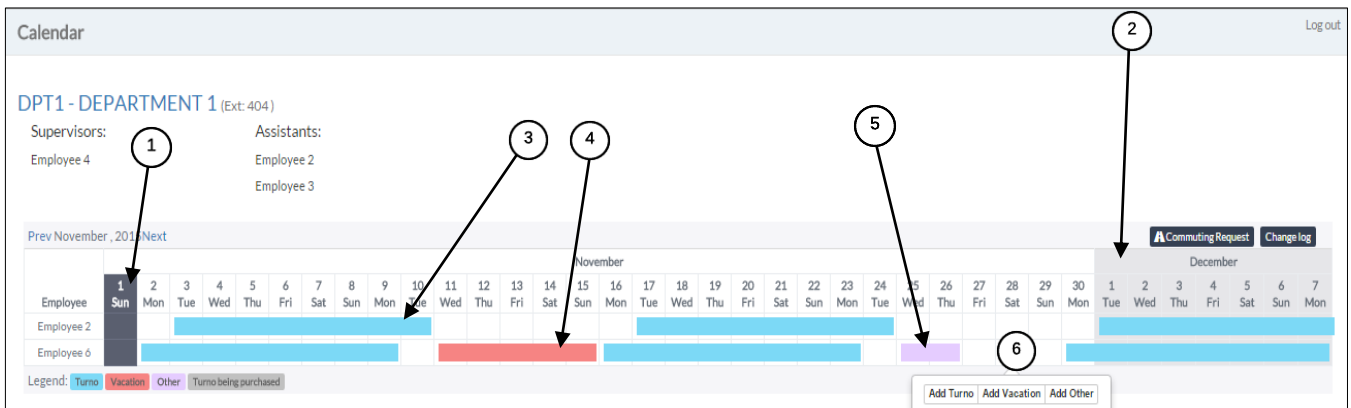 Calendar
Log out
2
DPT1 - DEPARTMENT 1 (Ext: 404)
Supervisors: Assistants:
1 3 4 5
Employee 4 Employee 2
Employee 3
Prev November , 201 Next Commuting Request Change log
November December
1 2 3 4 5 6 7 8 9 10 11 12 13 14 15 16 17 18 19 20 21 22 23 24 25 26 27 28 29 30 1 2 3 4 5 6 7
Employee Sun Mon Tue Wed Thu Fri Sat Sun Mon Tue Wed Thu Fri Sat Sun Mon Tue Wed Thu Fri Sat Sun Mon Tue Wed Thu Fri Sat Sun Mon Tue Wed Thu Fri Sat Sun Mon
Employee 2
Employee 6
6
Legend: Turno Vacation Other Turno being purchased
Add Turno Add Vacation Add Other